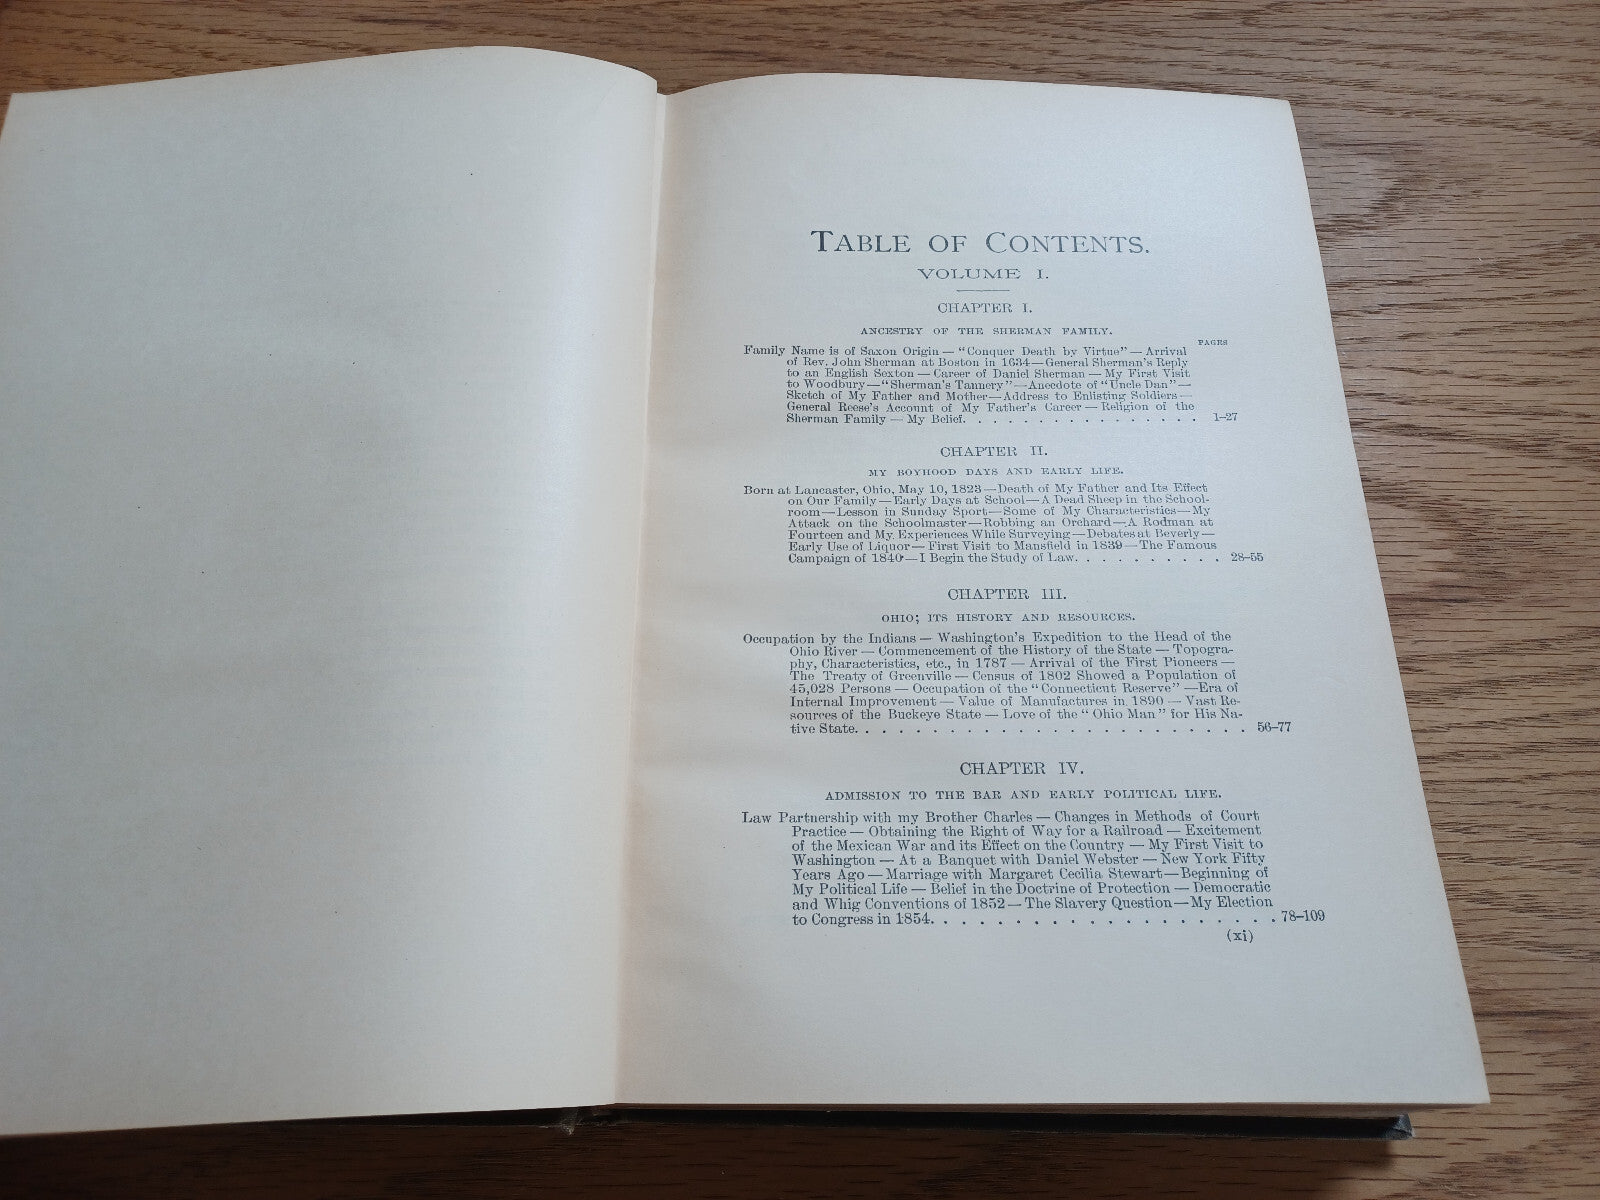 TABLE OF CONTENTS.
VOLUME I.
CHAPTER I.
ANCESTRY OF THE SHERMAN FAMILY.
PAGES
Family Name is of Saxon Origin — "Conquer Death by Virtue" — Arrival
of Rev. John Sherman at Boston in 1634 — General Sherman's Reply
to an English Sexton — Career of Daniel Sherman — My First Visit
to Woodbury — "Sherman's Tannery" — Anecdote of "Uncle Dan" —
Sketch of My Father and Mother — Address to Enlisting Soldiers —
General Reese's Account of My Father's Career — Religion of the
Sherman Family — My Belief. . . . . . . . . . . . . . . . 1–27
CHAPTER II.
MY BOYHOOD DAYS AND EARLY LIFE.
Born at Lancaster, Ohio, May 10, 1823 — Death of My Father and Its Effect
on Our Family — Early Days at School — A Dead Sheep in the School-
room — Lesson in Sunday Sport — Some of My Characteristics — My
Attack on the Schoolmaster — Robbing an Orchard — A Rodman at
Fourteen and My Experiences While Surveying — Debates at Beverly —
Early Use of Liquor — First Visit to Mansfield in 1839 — The Famous
Campaign of 1840 — I Begin the Study of Law. . . . . . . . . . . 28–55
CHAPTER III.
OHIO; ITS HISTORY AND RESOURCES.
Occupation by the Indians — Washington's Expedition to the Head of the
Ohio River — Commencement of the History of the State — Topogra-
phy, Characteristics, etc., in 1787 — Arrival of the First Pioneers —
The Treaty of Greenville — Census of 1802 Showed a Population of
45,028 Persons — Occupation of the "Connecticut Reserve" — Era of
Internal Improvement — Value of Manufactures in 1890 — Vast Re-
sources of the Buckeye State — Love of the "Ohio Man" for His Na-
tive State. . . . . . . . . . . . . . . . . . . . . . 56–77
CHAPTER IV.
ADMISSION TO THE BAR AND EARLY POLITICAL LIFE.
Law Partnership with my Brother Charles — Changes in Methods of Court
Practice — Obtaining the Right of Way for a Railroad — Excitement
of the Mexican War and its Effect on the Country — My First Visit to
Washington — At a Banquet with Daniel Webster — New York Fifty
Years Ago — Marriage with Margaret Cecilia Stewart — Beginning of
My Political Life — Belief in the Doctrine of Protection — Democratic
and Whig Conventions of 1852 — The Slavery Question — My Election
to Congress in 1854. . . . . . . . . . . . . . . . . . . 78–109
(xi)